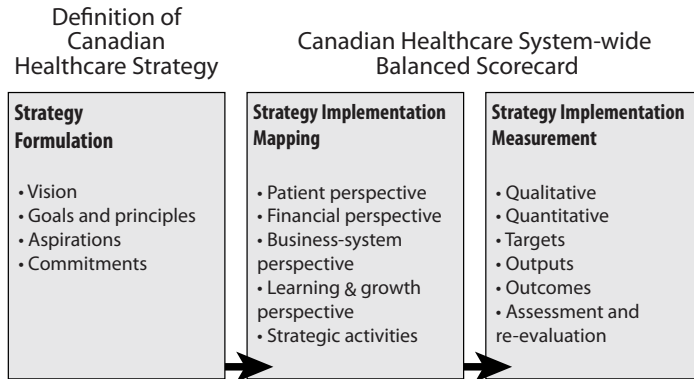 Definition of
Canadian
Healthcare Strategy
Canadian Healthcare System-wide
Balanced Scorecard
Strategy
Formulation
• Vision
• Goals and principles
• Aspirations
• Commitments
Strategy Implementation
Mapping
• Patient perspective
• Financial perspective
• Business-system
perspective
• Learning & growth
perspective
• Strategic activities
Strategy Implementation
Measurement
• Qualitative
• Quantitative
• Targets
• Outputs
• Outcomes
• Assessment and
re-evaluation